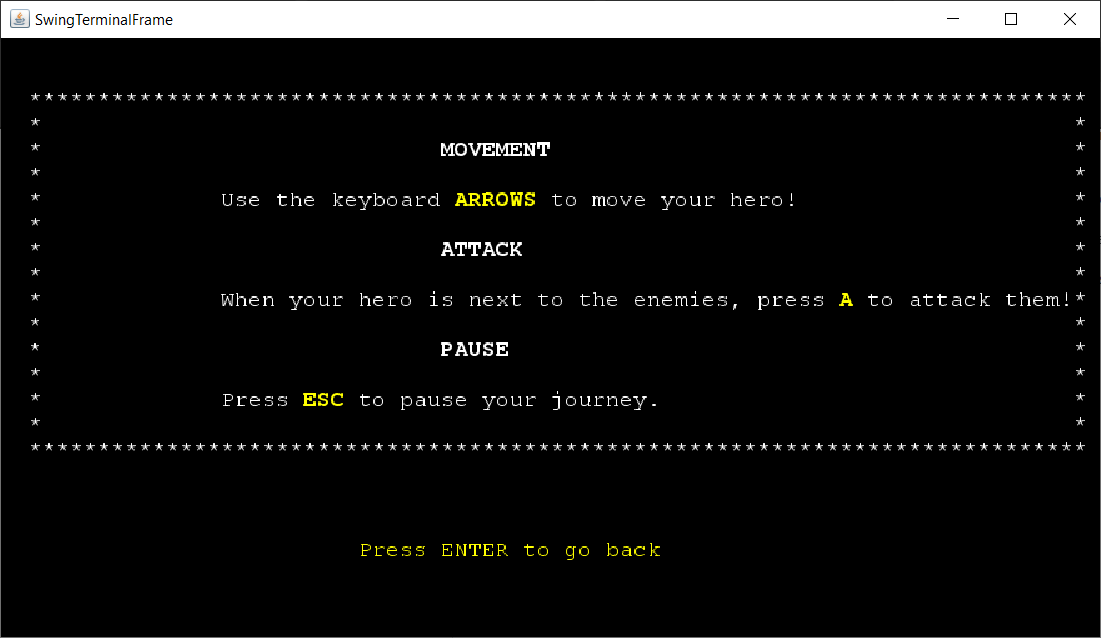 SwingTerminalFrame
*****************************************************************************
* *
* MOVEMENT *
* *
* Use the keyboard ARROWS to move your hero! *
* *
* ATTACK *
* *
* When your hero is next to the enemies, press A to attack them!*
* *
* PAUSE *
* *
* Press ESC to pause your journey. *
* *
*****************************************************************************
Press ENTER to go back